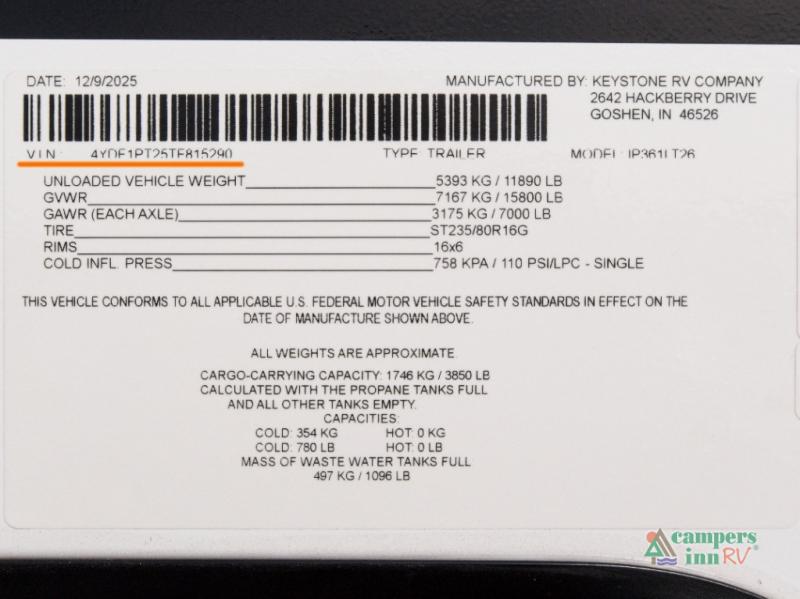 DATE: 12/9/2025 MANUFACTURED BY: KEYSTONE RV COMPANY
2642 HACKBERRY DRIVE
GOSHEN, IN 46526
V.I.N.: TYPE: TRAILER MODEL:
UNLOADED VEHICLE WEIGHT 5393 KG / 11890 LB
GVWR 7167 KG / 15800 LB
GAWR (EACH AXLE) 3175 KG / 7000 LB
TIRE ST235/80R16G
RIMS 16x6
COLD INFL. PRESS 758 KPA / 110 PSI/LPC - SINGLE
THIS VEHICLE CONFORMS TO ALL APPLICABLE U.S. FEDERAL MOTOR VEHICLE SAFETY STANDARDS IN EFFECT ON THE
DATE OF MANUFACTURE SHOWN ABOVE.
ALL WEIGHTS ARE APPROXIMATE.
CARGO-CARRYING CAPACITY: 1746 KG / 3850 LB
CALCULATED WITH THE PROPANE TANKS FULL
AND ALL OTHER TANKS EMPTY.
CAPACITIES:
COLD: 354 KG HOT: 0 KG
COLD: 780 LB HOT: 0 LB
MASS OF WASTE WATER TANKS FULL
497 KG / 1096 LB
campers
inn RV®